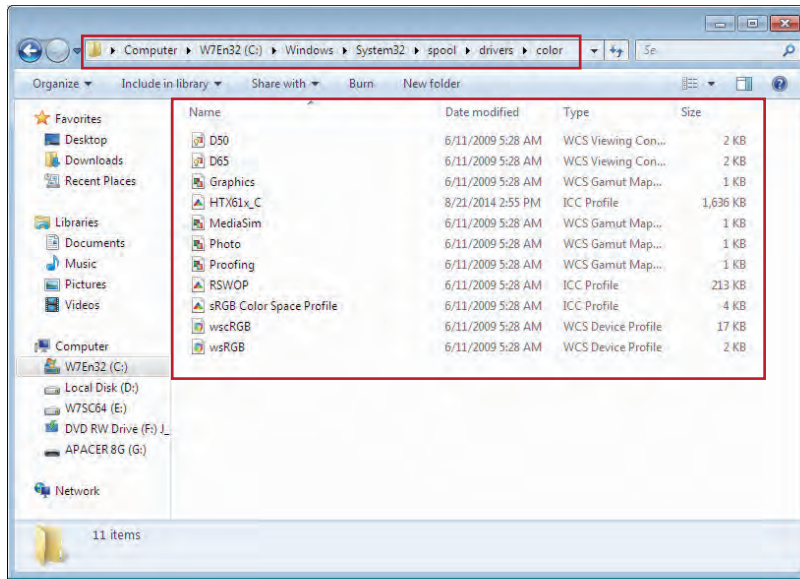 Computer ▸ W7En32 (C:) ▸ Windows ▸ System32 ▸ spool ▸ drivers ▸ color Se
Organize Include in library Share with Burn New folder
Favorites
Desktop
Downloads
Recent Places
Libraries
Documents
Music
Pictures
Videos
Computer
W7En32 (C:)
Local Disk (D:)
W7SC64 (E:)
DVD RW Drive (F:) J_
APACER 8G (G:)
Network
Name Date modified Type Size
D50 6/11/2009 5:28 AM WCS Viewing Con... 2 KB
D65 6/11/2009 5:28 AM WCS Viewing Con... 2 KB
Graphics 6/11/2009 5:28 AM WCS Gamut Map... 1 KB
HTX61x_C 8/21/2014 2:55 PM ICC Profile 1,636 KB
MediaSim 6/11/2009 5:28 AM WCS Gamut Map... 1 KB
Photo 6/11/2009 5:28 AM WCS Gamut Map... 1 KB
Proofing 6/11/2009 5:28 AM WCS Gamut Map... 1 KB
RSWOP 6/11/2009 5:28 AM ICC Profile 213 KB
sRGB Color Space Profile 6/11/2009 5:28 AM ICC Profile 4 KB
wscRGB 6/11/2009 5:28 AM WCS Device Profile 17 KB
wsRGB 6/11/2009 5:28 AM WCS Device Profile 2 KB
11 items